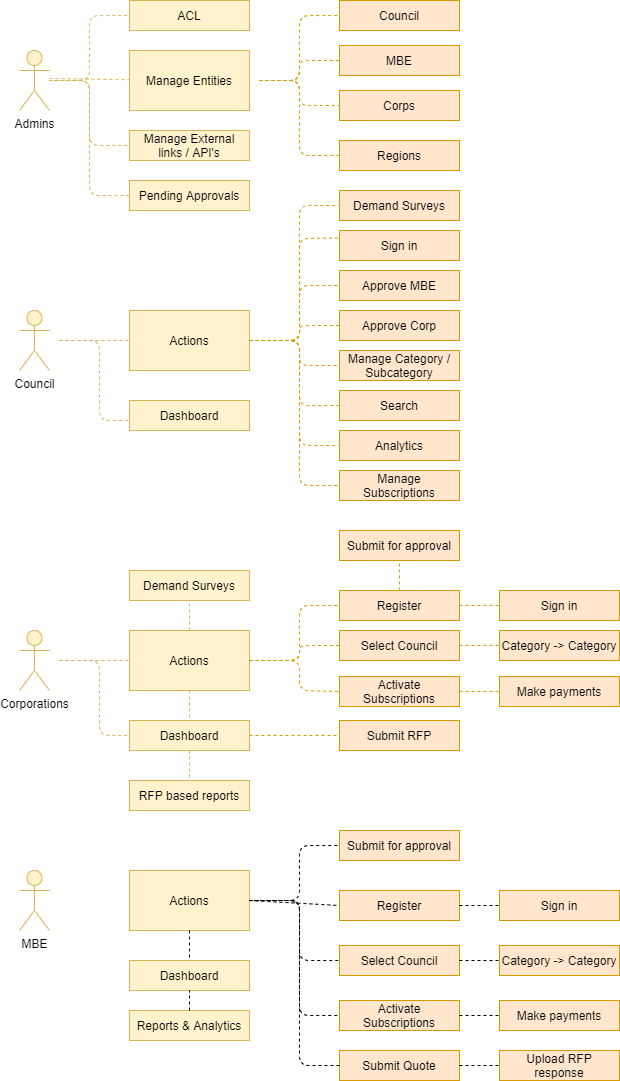 ACL
Council
Manage Entities
MBE
Corps
Admins
Manage External
links / API's
Regions
Pending Approvals
Demand Surveys
Sign in
Approve MBE
Approve Corp
Council
Actions
Manage Category /
Subcategory
Search
Dashboard
Analytics
Manage
Subscriptions
Submit for approval
Demand Surveys
Register
Sign in
Corporations
Actions
Select Council
Category -> Category
Activate
Subscriptions
Make payments
Dashboard
Submit RFP
RFP based reports
Submit for approval
MBE
Actions
Register
Sign in
Select Council
Category -> Category
Dashboard
Activate
Subscriptions
Make payments
Reports & Analytics
Submit Quote
Upload RFP
response